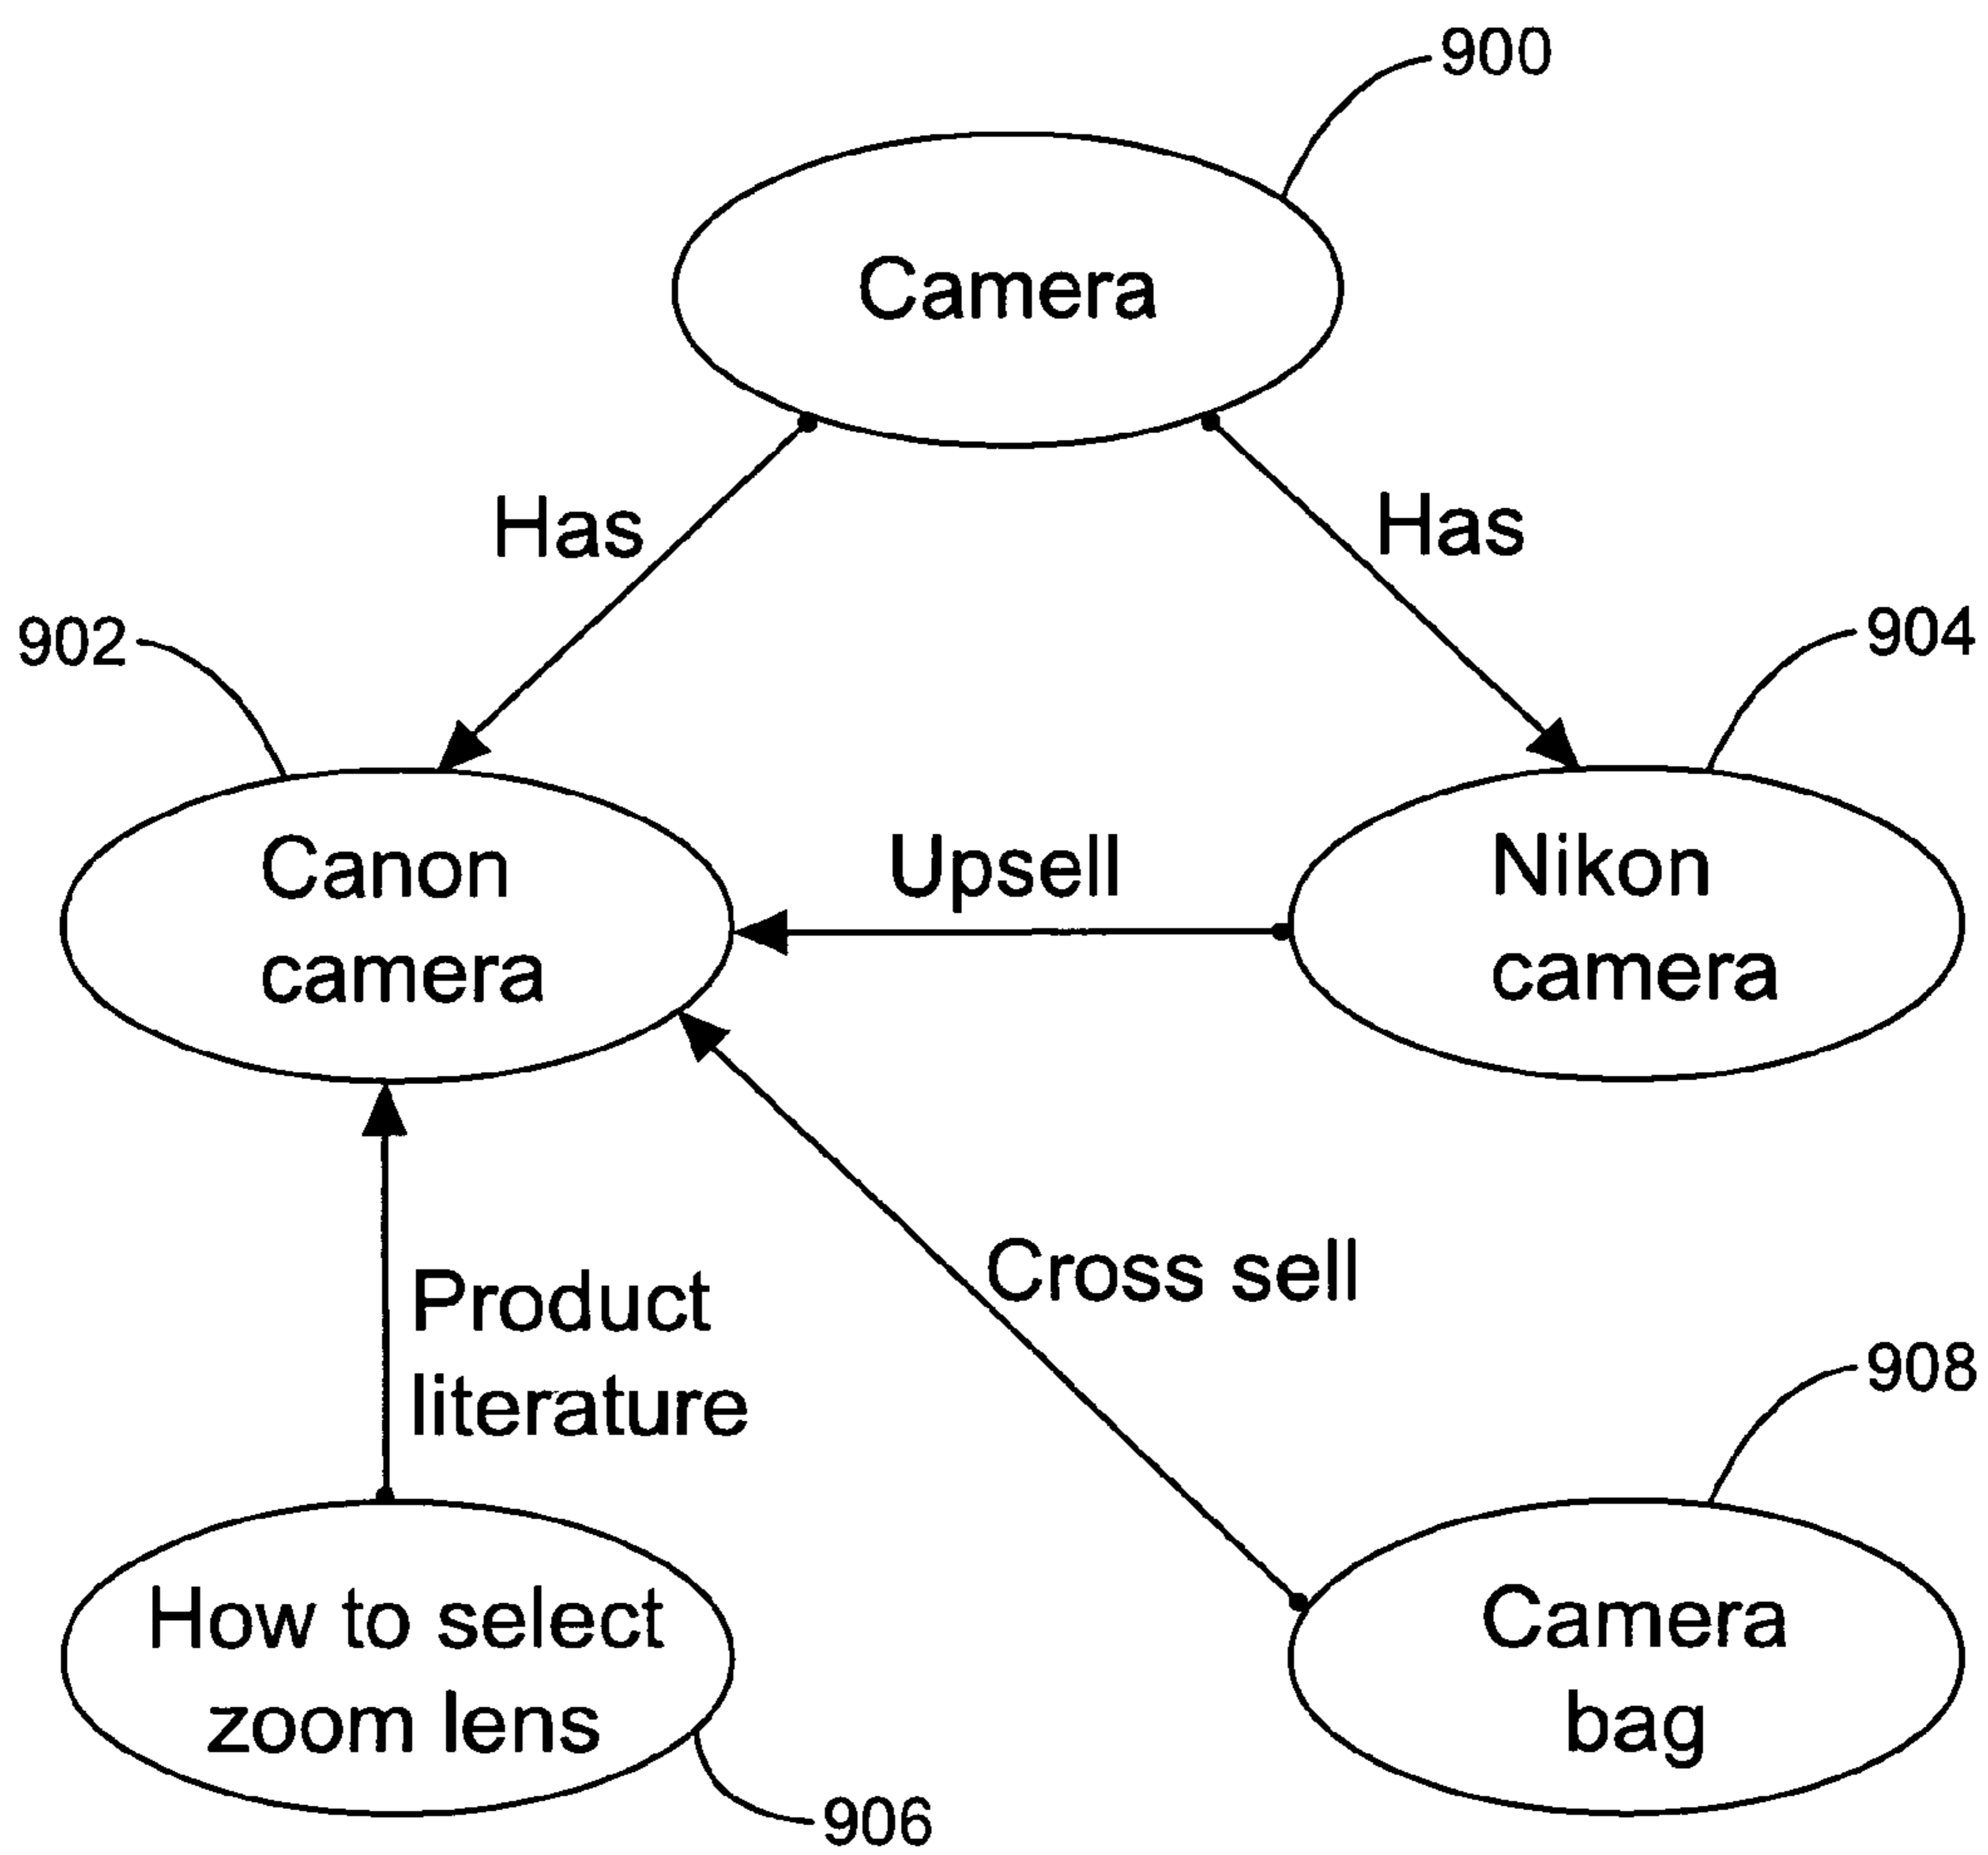 900
Camera
Has
Has
902
904
Canon
camera
Upsell
Nikon
camera
Cross sell
Product
literature
908
How to select
zoom lens
Camera
bag
906